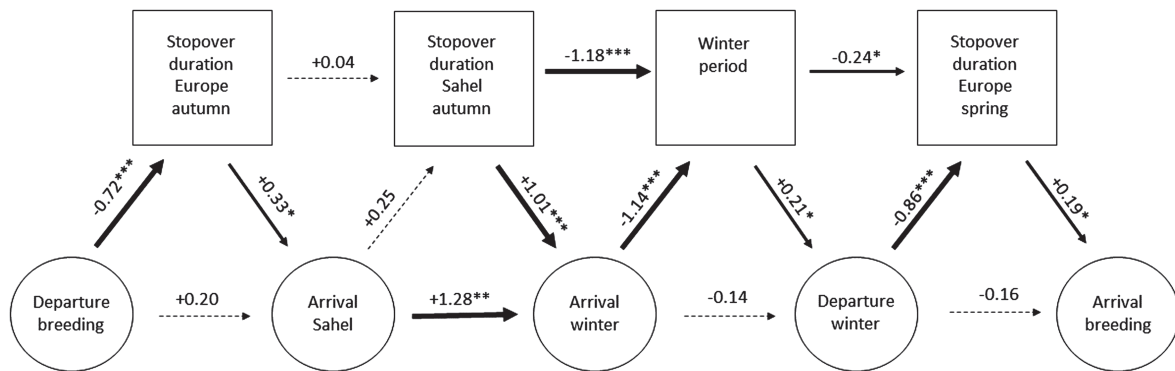 Stopover
duration
Europe
autumn
+0.04
Stopover
duration
Sahel
autumn
-1.18***
Winter
period
-0.24*
Stopover
duration
Europe
spring
-0.72***
+0.33*
+0.25
+1.01***
-1.14***
+0.21*
-0.86***
+0.19*
Departure
breeding
+0.20
Arrival
Sahel
+1.28**
Arrival
winter
-0.14
Departure
winter
-0.16
Arrival
breeding